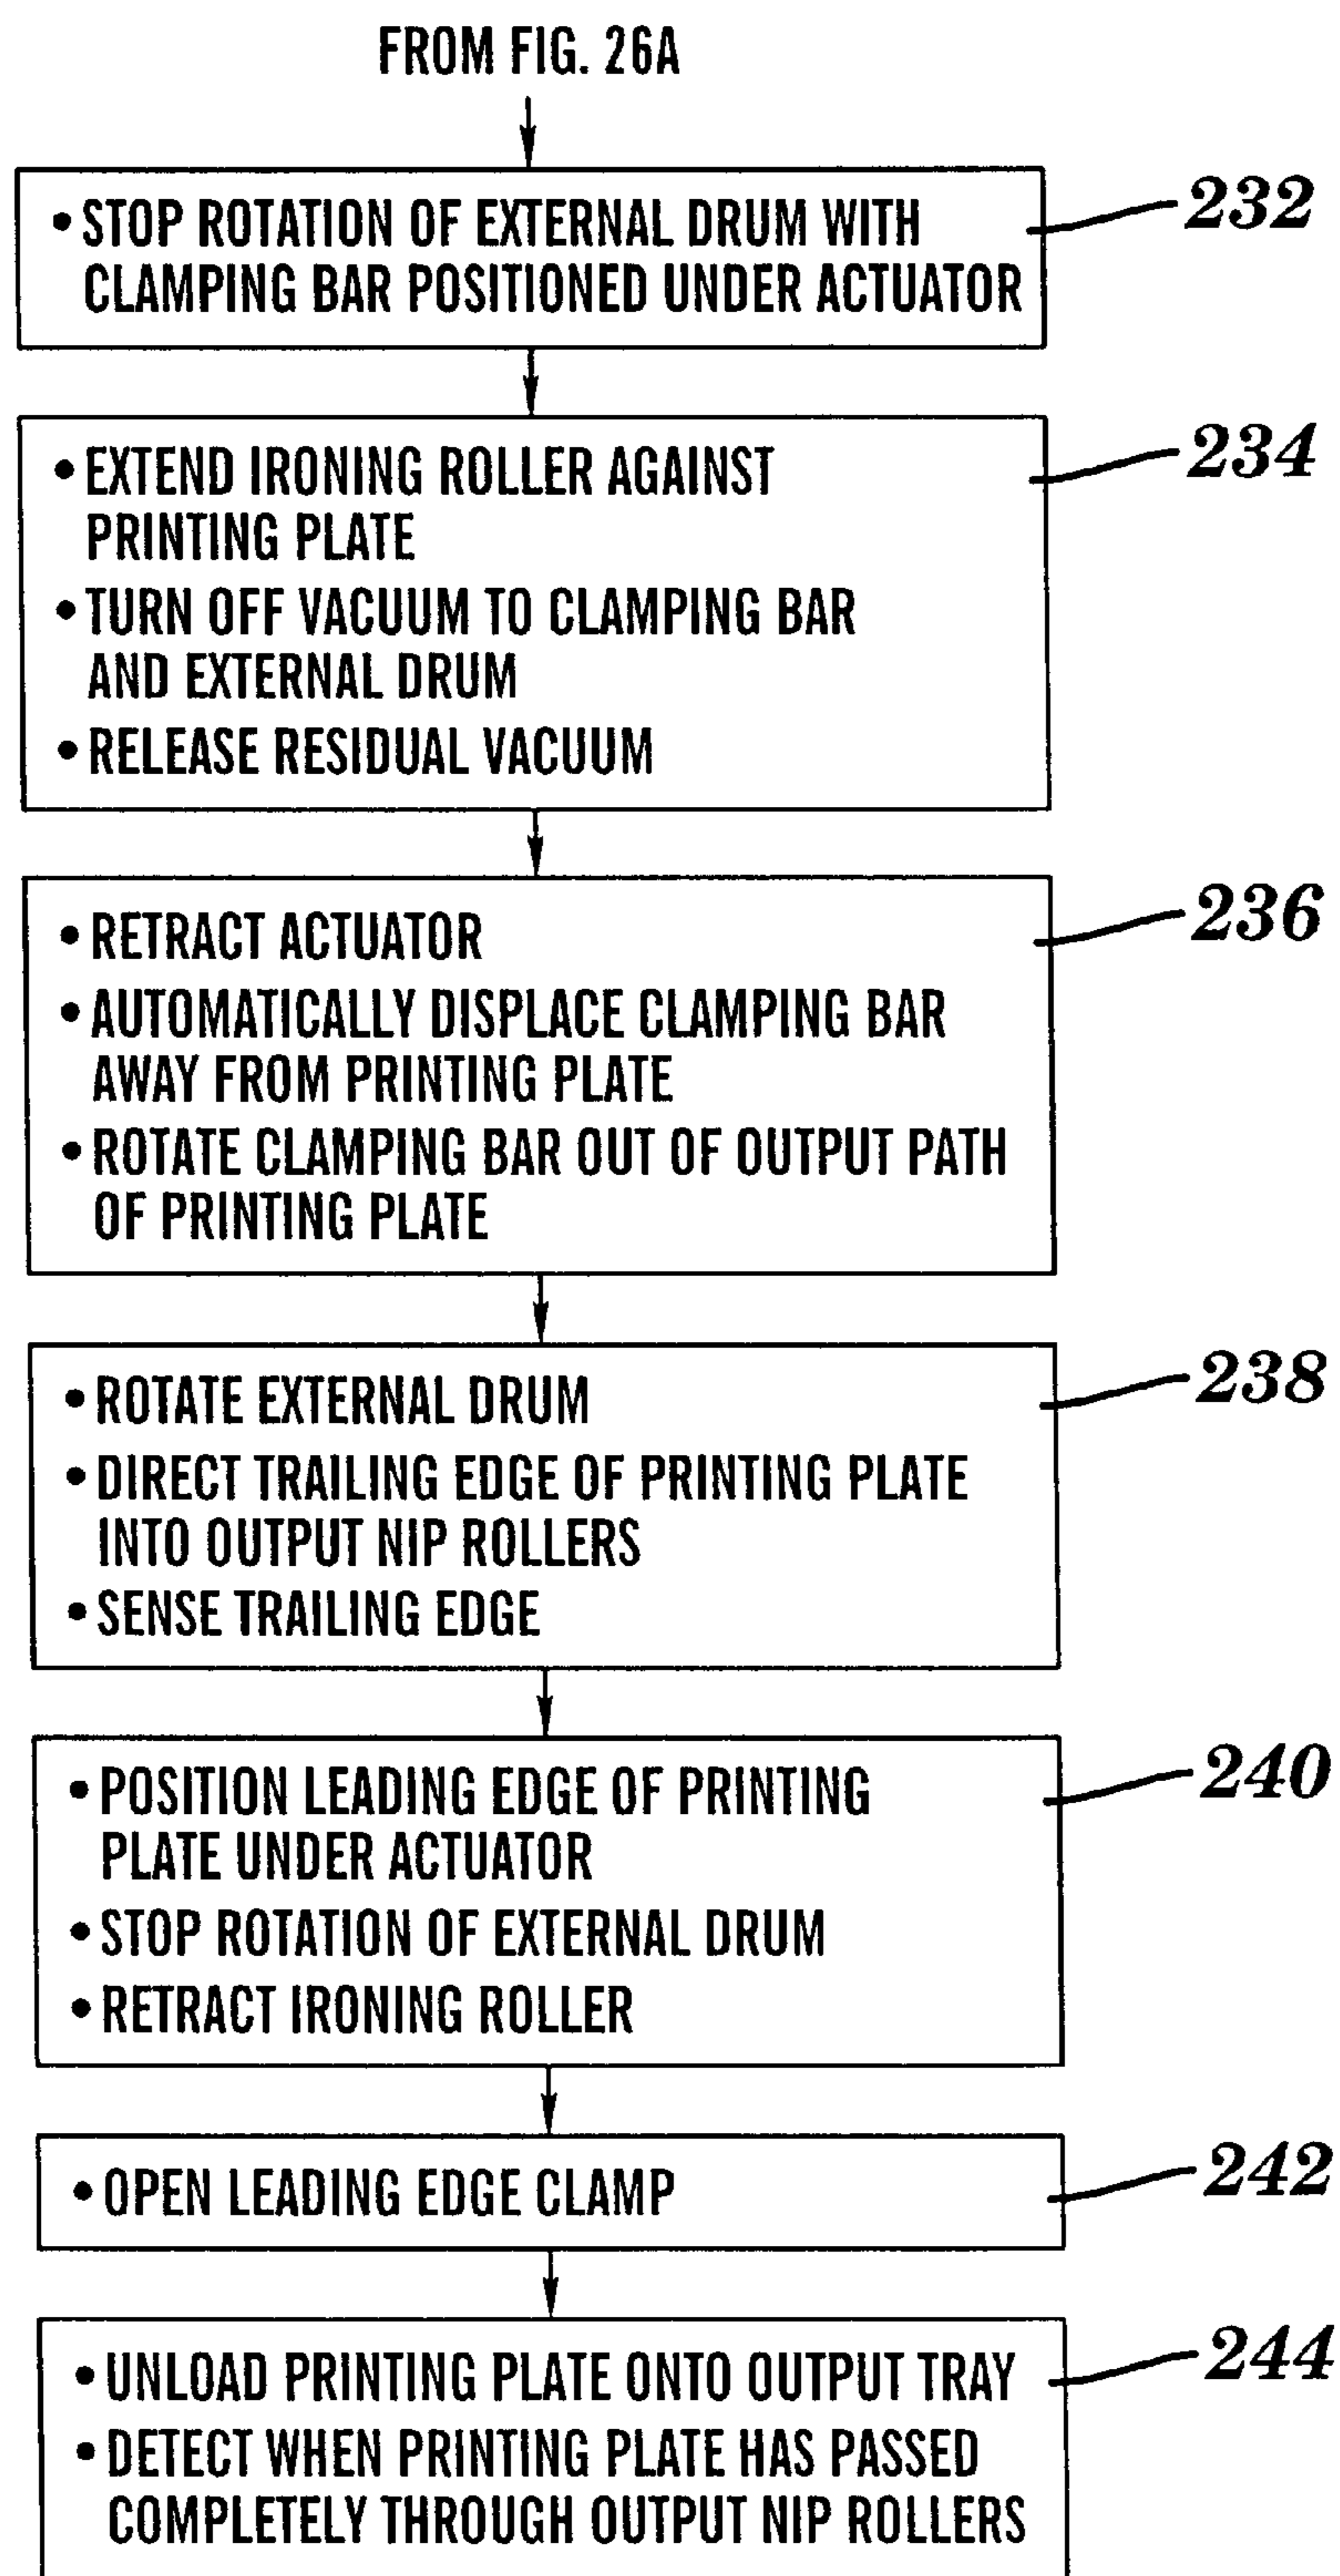 FROM FIG. 26A
• STOP ROTATION OF EXTERNAL DRUM WITH
CLAMPING BAR POSITIONED UNDER ACTUATOR
232
• EXTEND IRONING ROLLER AGAINST
PRINTING PLATE
• TURN OFF VACUUM TO CLAMPING BAR
AND EXTERNAL DRUM
• RELEASE RESIDUAL VACUUM
234
• RETRACT ACTUATOR
• AUTOMATICALLY DISPLACE CLAMPING BAR
AWAY FROM PRINTING PLATE
• ROTATE CLAMPING BAR OUT OF OUTPUT PATH
OF PRINTING PLATE
236
• ROTATE EXTERNAL DRUM
• DIRECT TRAILING EDGE OF PRINTING PLATE
INTO OUTPUT NIP ROLLERS
• SENSE TRAILING EDGE
238
• POSITION LEADING EDGE OF PRINTING
PLATE UNDER ACTUATOR
• STOP ROTATION OF EXTERNAL DRUM
• RETRACT IRONING ROLLER
240
• OPEN LEADING EDGE CLAMP
242
• UNLOAD PRINTING PLATE ONTO OUTPUT TRAY
• DETECT WHEN PRINTING PLATE HAS PASSED
COMPLETELY THROUGH OUTPUT NIP ROLLERS
244